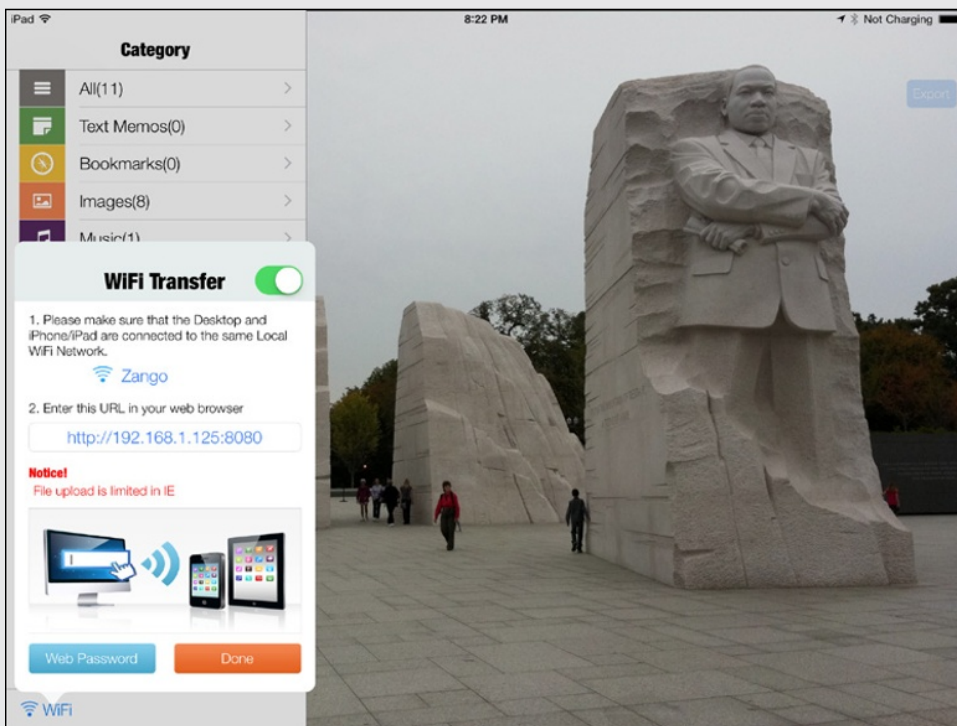 iPad
8:22 PM
Not Charging
Category
All(11)
Text Memos(0)
Bookmarks(0)
Images(8)
Music(1)
Export
WiFi Transfer
1. Please make sure that the Desktop and
iPhone/iPad are connected to the same Local
WiFi Network.
Zango
2. Enter this URL in your web browser
http://192.168.1.125:8080
Notice!
File upload is limited in IE
Web Password
Done
WiFi